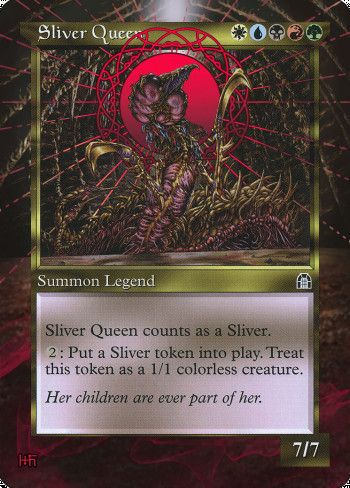 Sliver Queen
Summon Legend
Sliver Queen counts as a Sliver.
2: Put a Sliver token into play. Treat
this token as a 1/1 colorless creature.
Her children are ever part of her.
7/7